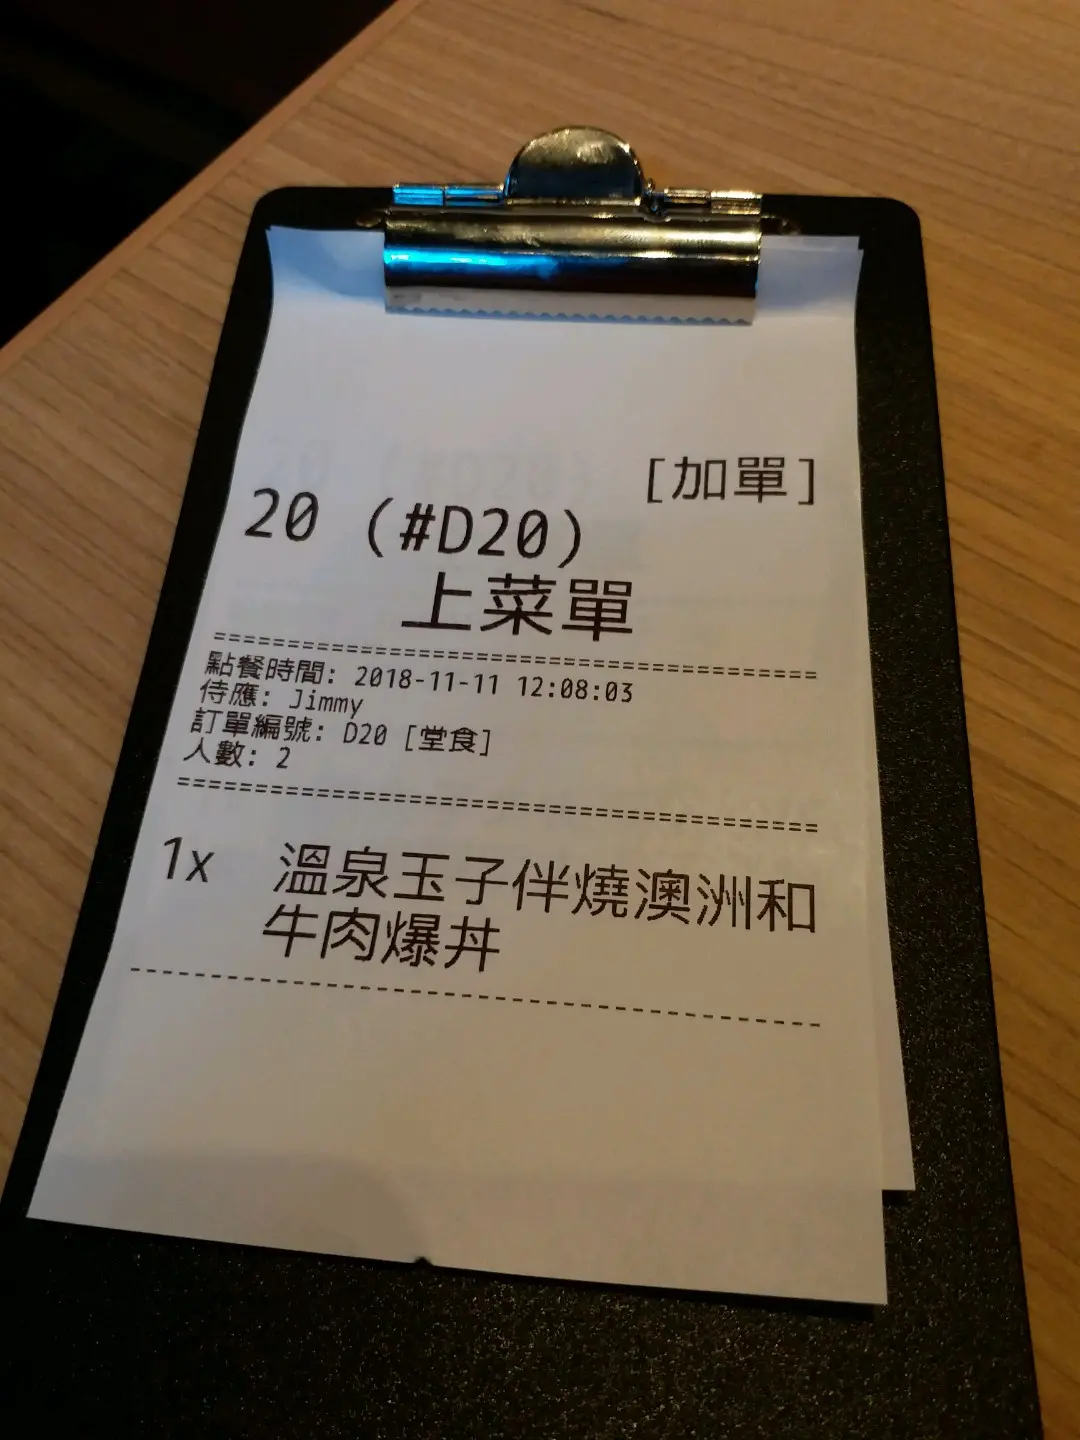 [加單]
20 (#D20)
上菜單
======================================
點餐時間: 2018-11-11 12:08:03
侍應: Jimmy
訂單編號: D20 [堂食]
人數: 2
======================================
1x 溫泉玉子伴燒澳洲和
牛肉爆丼
--------------------------------------